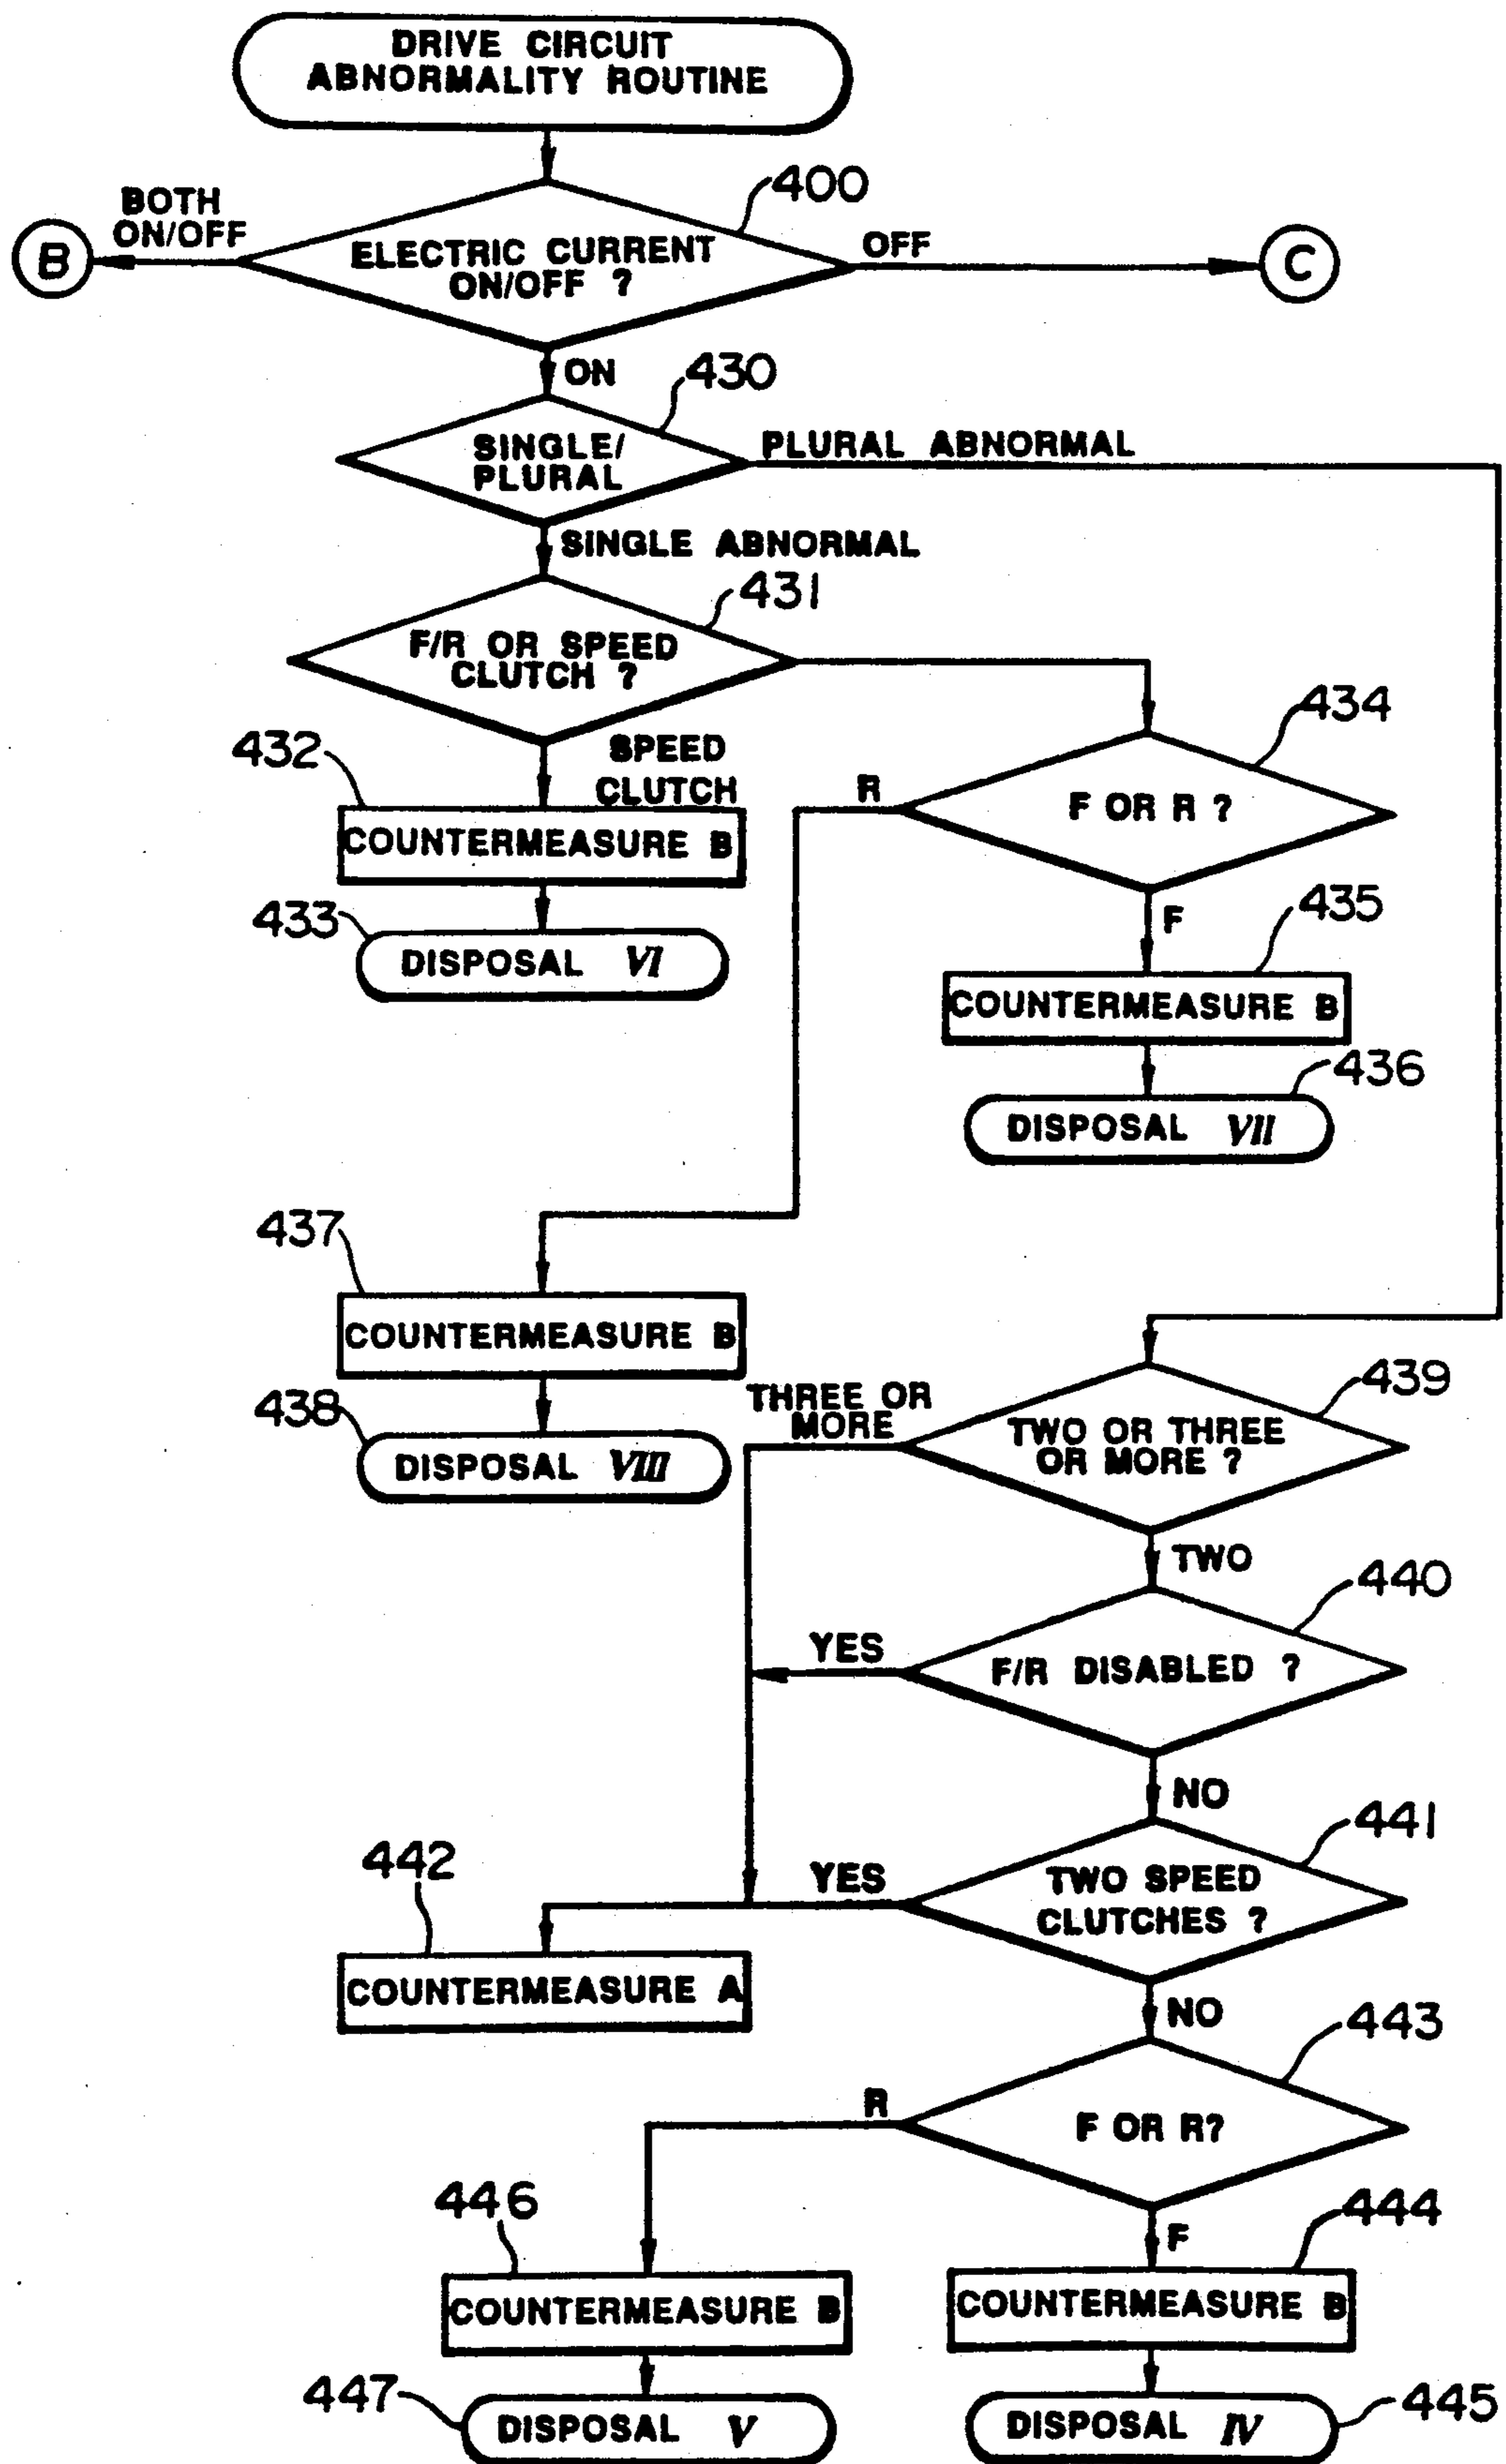 DRIVE CIRCUIT
ABNORMALITY ROUTINE
400
BOTH
ON/OFF
B
ELECTRIC CURRENT
ON/OFF ?
OFF
C
ON
430
SINGLE/
PLURAL
PLURAL ABNORMAL
SINGLE ABNORMAL
431
F/R OR SPEED
CLUTCH ?
434
432
SPEED
CLUTCH
R
F OR R ?
COUNTERMEASURE B
F
435
433
DISPOSAL VI
COUNTERMEASURE B
436
DISPOSAL VII
437
COUNTERMEASURE B
439
438
THREE OR
MORE
TWO OR THREE
OR MORE ?
DISPOSAL VIII
TWO
440
YES
F/R DISABLED ?
NO
441
442
YES
TWO SPEED
CLUTCHES ?
COUNTERMEASURE A
NO
443
R
F OR R?
446
444
F
COUNTERMEASURE B
COUNTERMEASURE B
447
DISPOSAL V
DISPOSAL IV
445